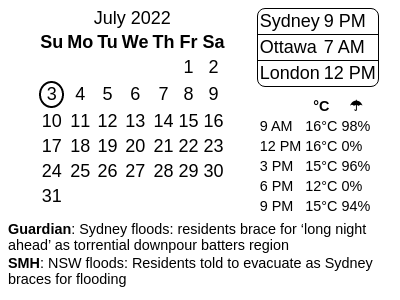 July 2022
Su Mo Tu We Th Fr Sa
1 2
3 4 5 6 7 8 9
10 11 12 13 14 15 16
17 18 19 20 21 22 23
24 25 26 27 28 29 30
31
Sydney 9 PM
Ottawa 7 AM
London 12 PM
°C ☂
9 AM 16°C 98%
12 PM 16°C 0%
3 PM 15°C 96%
6 PM 12°C 0%
9 PM 15°C 94%
Guardian: Sydney floods: residents brace for ‘long night
ahead’ as torrential downpour batters region
SMH: NSW floods: Residents told to evacuate as Sydney
braces for flooding